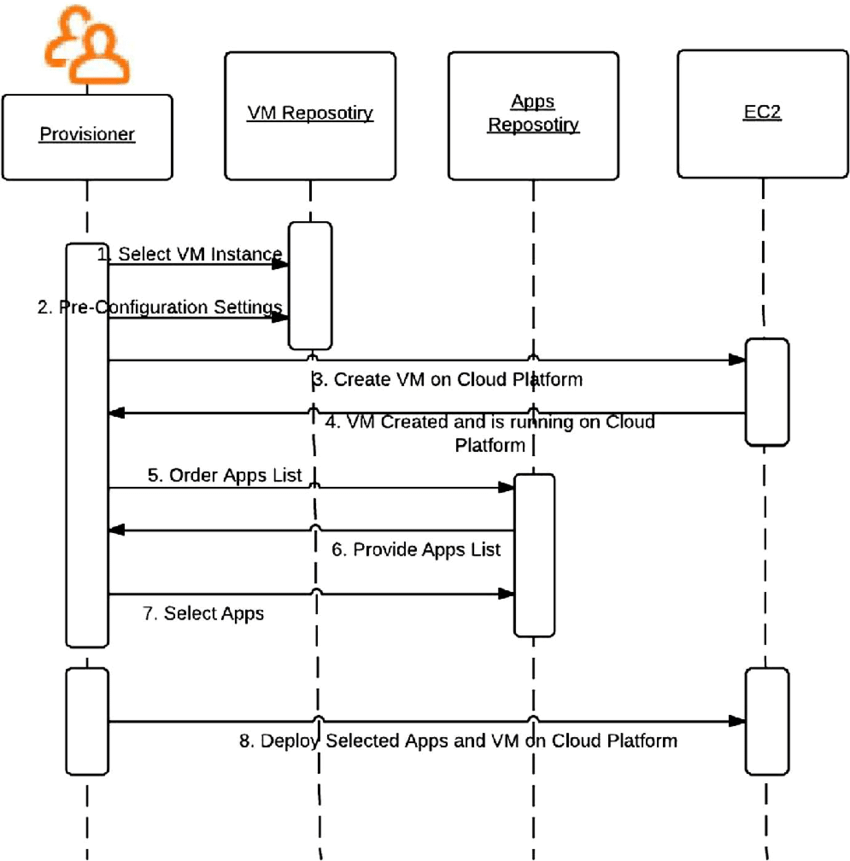 Provisioner
VM Reposotiry
Apps
Reposotiry
EC2
1. Select VM Instance
2. Pre-Configuration Settings
3. Create VM on Cloud Platform
4. VM Created and is running on Cloud
Platform
5. Order Apps List
6. Provide Apps List
7. Select Apps
8. Deploy Selected Apps and VM on Cloud Platform